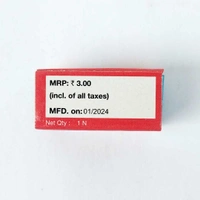 MRP: ₹ 3.00
(incl. of all taxes)
MFD. on: 01/2024
Net Qty : 1 N